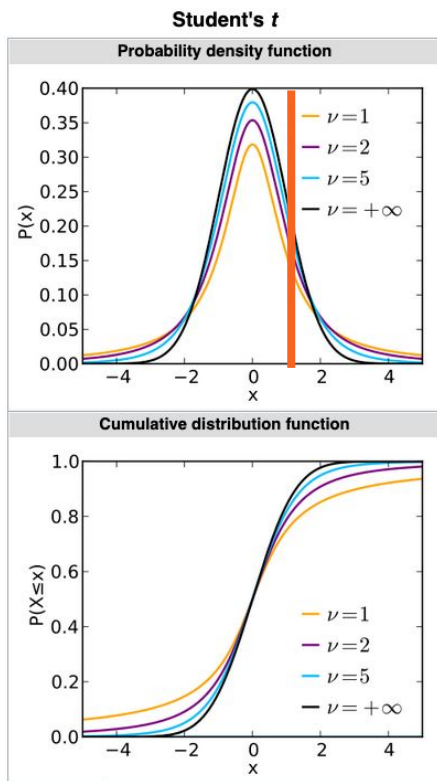 Student's t
Probability density function
0.40
0.35
0.30
0.25
0.20
0.15
0.10
0.05
0.00
P(x)
ν=1
ν=2
ν=5
ν=+∞
−4 −2 0 2 4
x
Cumulative distribution function
1.0
0.8
0.6
0.4
0.2
0.0
P(X≤x)
ν=1
ν=2
ν=5
ν=+∞
−4 −2 0 2 4
x